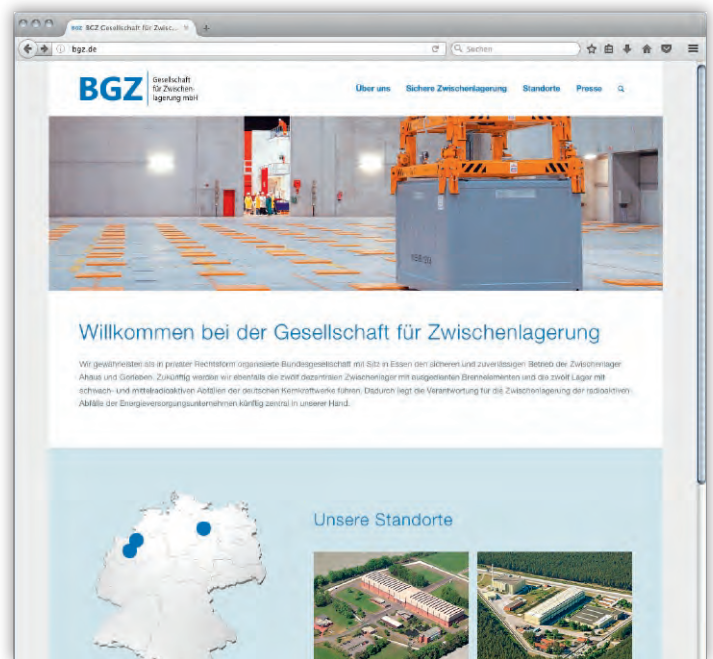 BGZ BGZ Gesellschaft für Zwisc...
bgz.de
Suchen
BGZ
Gesellschaft
für Zwischen-
lagerung mbH
Über uns Sichere Zwischenlagerung Standorte Presse
Willkommen bei der Gesellschaft für Zwischenlagerung
Wir gewährleisten als in privater Rechtsform organisierte Bundesgesellschaft mit Sitz in Essen den sicheren und zuverlässigen Betrieb der Zwischenlager
Ahaus und Gorleben. Zukünftig werden wir ebenfalls die zwölf dezentralen Zwischenlager mit ausgedienten Brennelementen und die zwölf Lager mit
schwach- und mittelradioaktiven Abfällen der deutschen Kernkraftwerke führen. Dadurch liegt die Verantwortung für die Zwischenlagerung der radioaktiven
Abfälle der Energieversorgungsunternehmen künftig zentral in unserer Hand.
Unsere Standorte